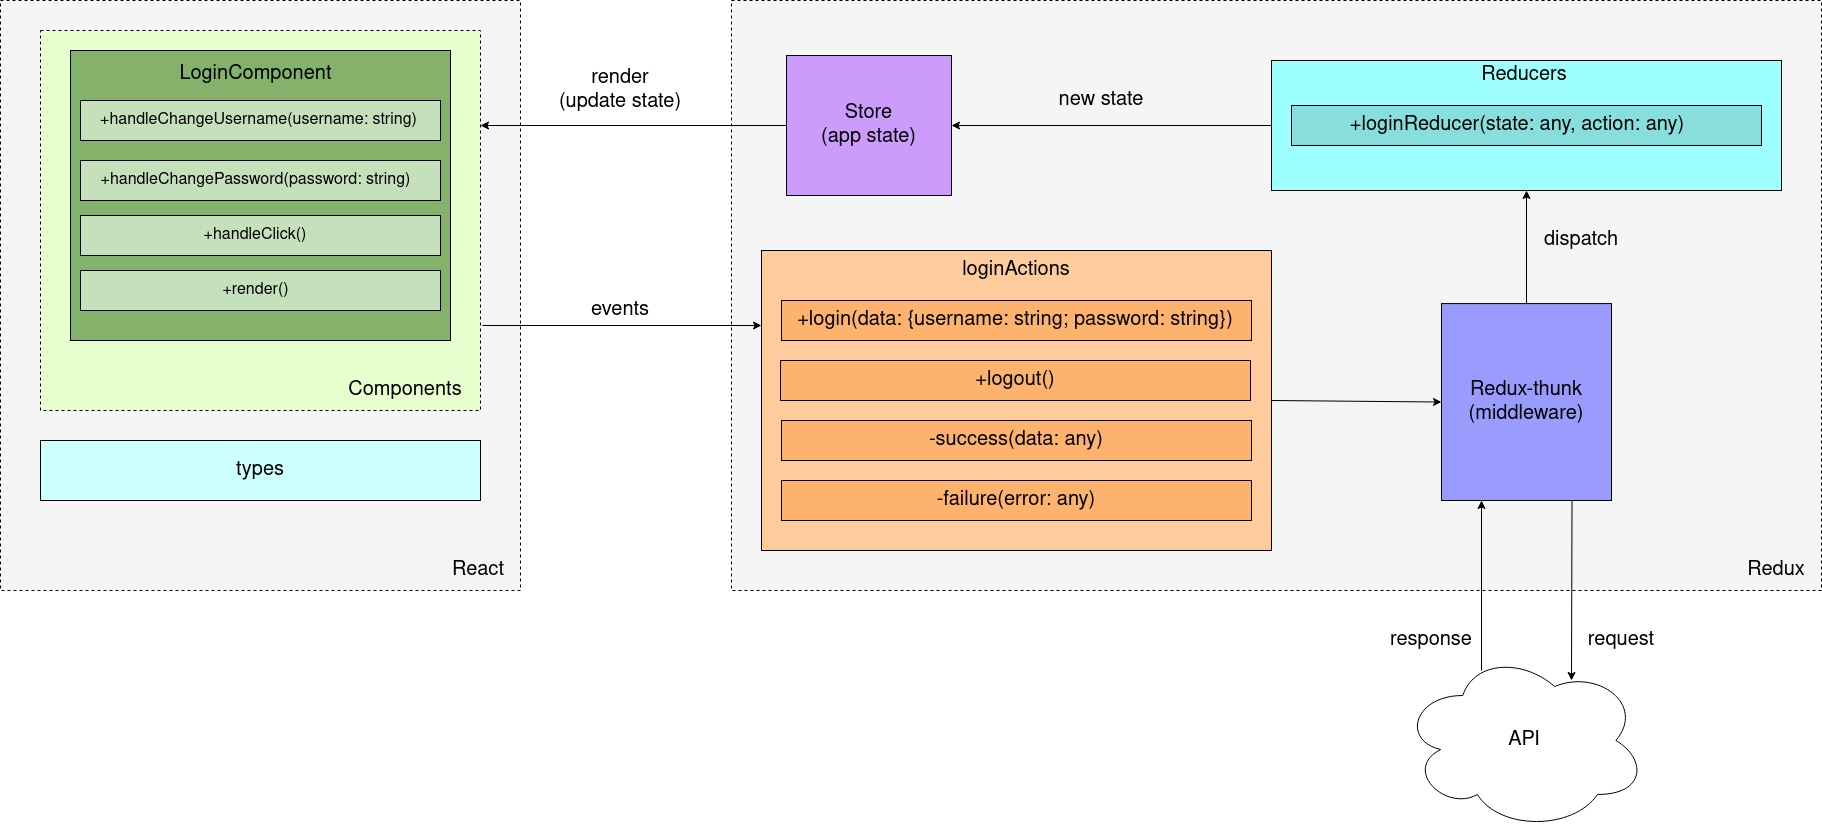 LoginComponent
+handleChangeUsername(username: string)
+handleChangePassword(password: string)
+handleClick()
+render()
Components
types
React
render
(update state)
events
Store
(app state)
new state
Reducers
+loginReducer(state: any, action: any)
dispatch
loginActions
+login(data: {username: string; password: string})
+logout()
-success(data: any)
-failure(error: any)
Redux-thunk
(middleware)
Redux
response
request
API